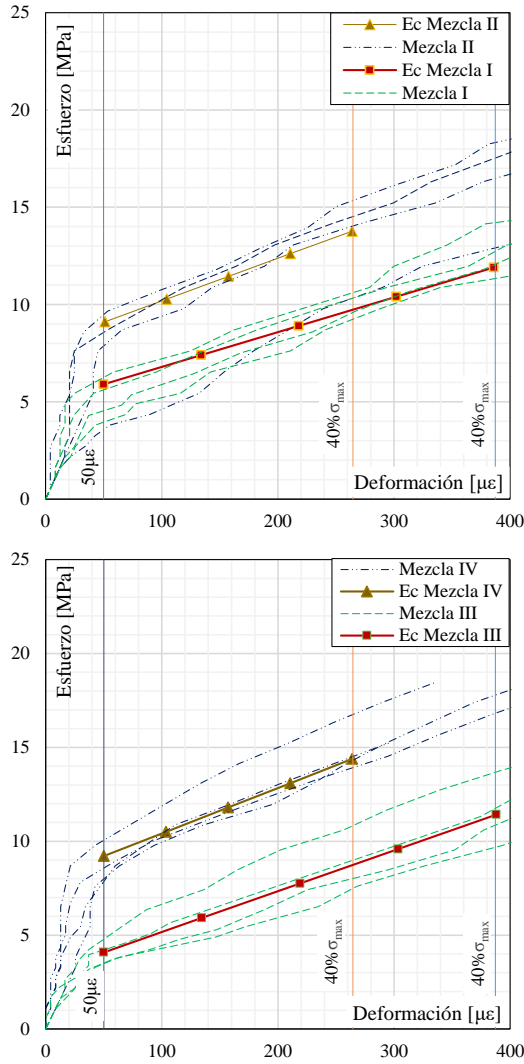 25
20
15
10
5
0
Esfuerzo [MPa]
Ec Mezcla II
Mezcla II
Ec Mezcla I
Mezcla I
50µε
40%σmax
40%σmax
Deformación [µε]
0 100 200 300 400
25
20
15
10
5
0
Esfuerzo [MPa]
Mezcla IV
Ec Mezcla IV
Mezcla III
Ec Mezcla III
50µε
40%σmax
40%σmax
Deformación [µε]
0 100 200 300 400